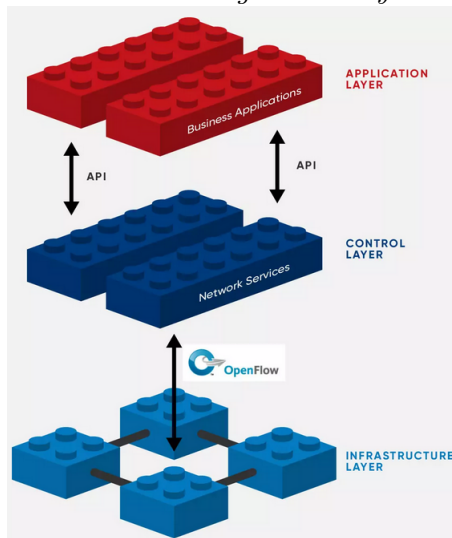 APPLICATION
LAYER
Business Applications
API
API
CONTROL
LAYER
Network Services
OpenFlow
INFRASTRUCTURE
LAYER